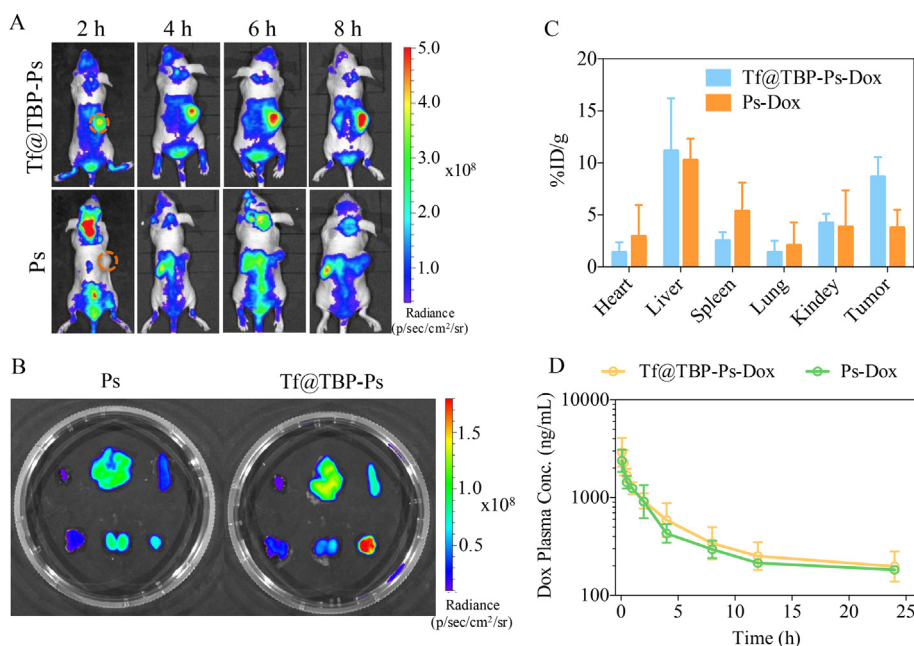 A
2 h 4 h 6 h 8 h
Tf@TBP-Ps
Ps
5.0
4.0
3.0
x10⁸
2.0
1.0
Radiance
(p/sec/cm²/sr)
B
Ps Tf@TBP-Ps
1.5
1.0
x10⁸
0.5
Radiance
(p/sec/cm²/sr)
C
Tf@TBP-Ps-Dox
Ps-Dox
%ID/g
20
15
10
5
0
Heart Liver Spleen Lung Kindey Tumor
D
Tf@TBP-Ps-Dox Ps-Dox
Dox Plasma Conc. (ng/mL)
10000
1000
100
0 5 10 15 20 25
Time (h)